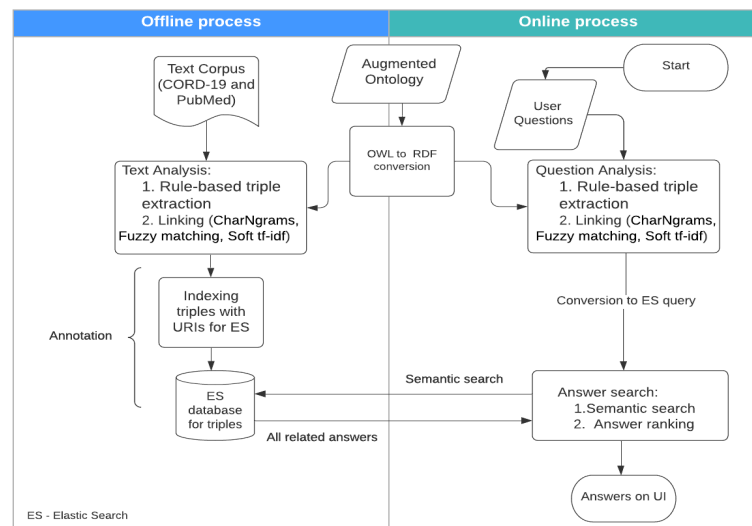 Offline process
Online process
Text Corpus
(CORD-19 and
PubMed)
Augmented
Ontology
Start
User
Questions
OWL to RDF
conversion
Text Analysis:
1. Rule-based triple
extraction
2. Linking (CharNgrams,
Fuzzy matching, Soft tf-idf)
Question Analysis:
1. Rule-based triple
extraction
2. Linking (CharNgrams,
Fuzzy matching, Soft tf-idf)
Indexing
triples with
URIs for ES
Annotation
Conversion to ES query
ES
database
for triples
Semantic search
All related answers
Answer search:
1.Semantic search
2. Answer ranking
Answers on UI
ES - Elastic Search